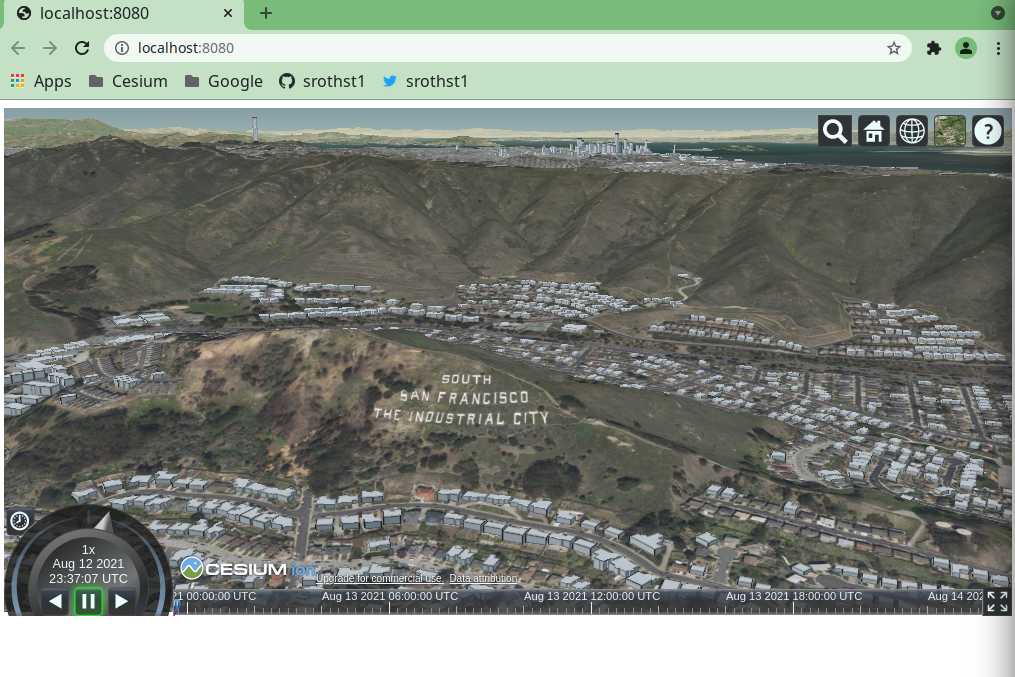 localhost:8080
localhost:8080
Apps Cesium Google srothst1 srothst1
?
SOUTH
SAN FRANCISCO
THE INDUSTRIAL CITY
1x
Aug 12 2021
23:37:07 UTC
CESIUM ion
Upgrade for commercial use. Data attribution
21 00:00:00 UTC Aug 13 2021 06:00:00 UTC Aug 13 2021 12:00:00 UTC Aug 13 2021 18:00:00 UTC Aug 14 202